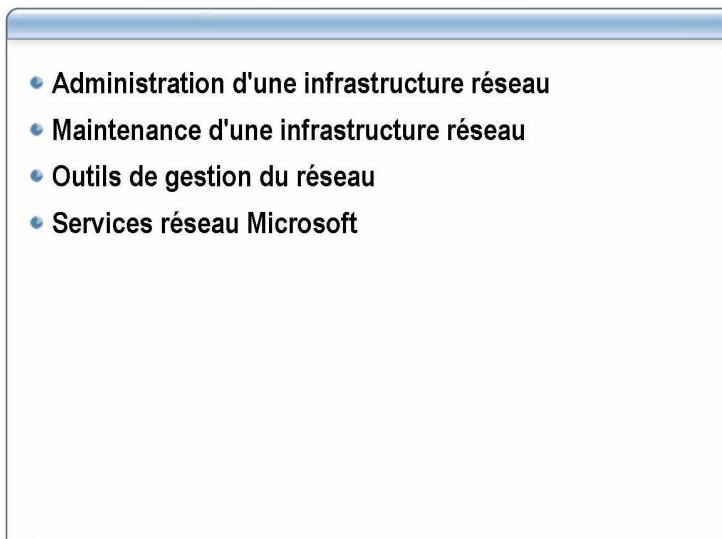 Administration d'une infrastructure réseau
Maintenance d'une infrastructure réseau
Outils de gestion du réseau
Services réseau Microsoft